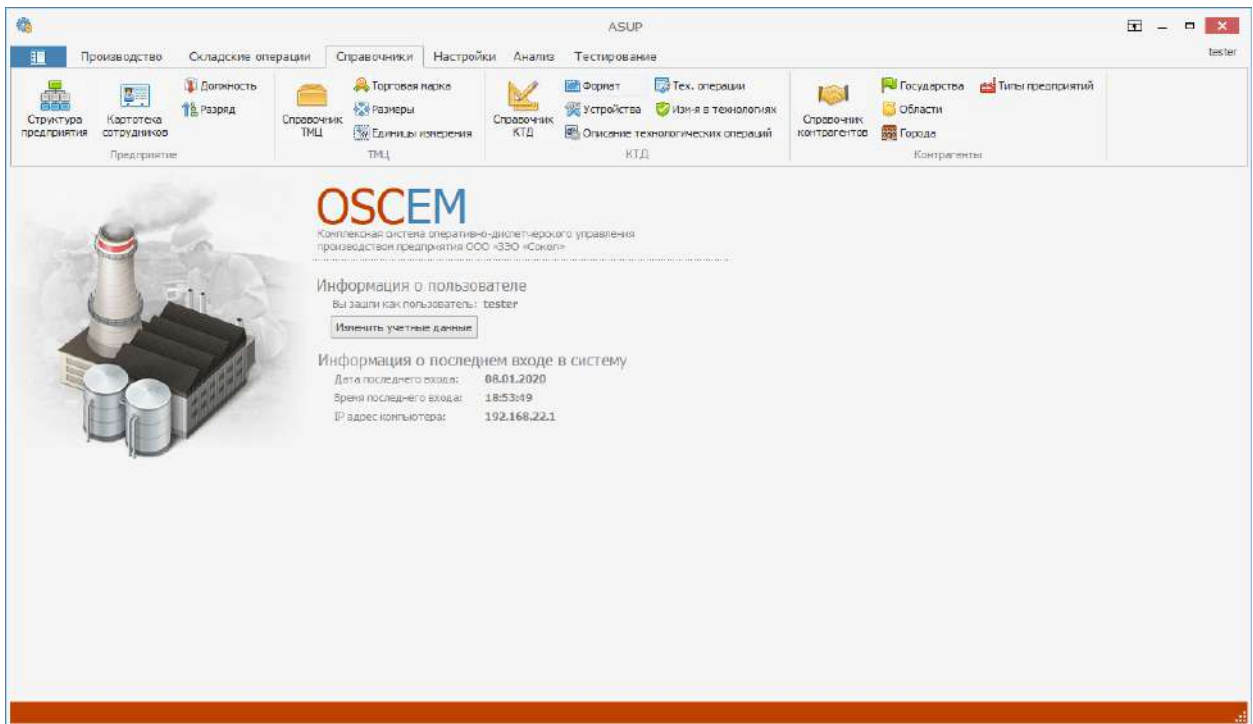 ASUP
Производство Складские операции Справочники Настройки Анализ Тестирование tester
Структура предприятия
Картотека сотрудников
Должность
Разряд
Предприятие
Справочник ТМЦ
Торговая марка
Размеры
Единицы измерения
ТМЦ
Справочник КТД
Формат
Устройства
Описание технологических операций
Тех. операции
Изм-я в технологиях
КТД
Справочник контрагентов
Государства
Области
Города
Типы предприятий
Контрагенты
OSCEM
Комплексная система оперативно-диспетчерского управления
производством предприятия ООО «ЗЭО «Сокол»
Информация о пользователе
Вы зашли как пользователь: tester
Изменить учетные данные
Информация о последнем входе в систему
Дата последнего входа: 08.01.2020
Время последнего входа: 18:53:49
IP адрес компьютера: 192.168.22.1